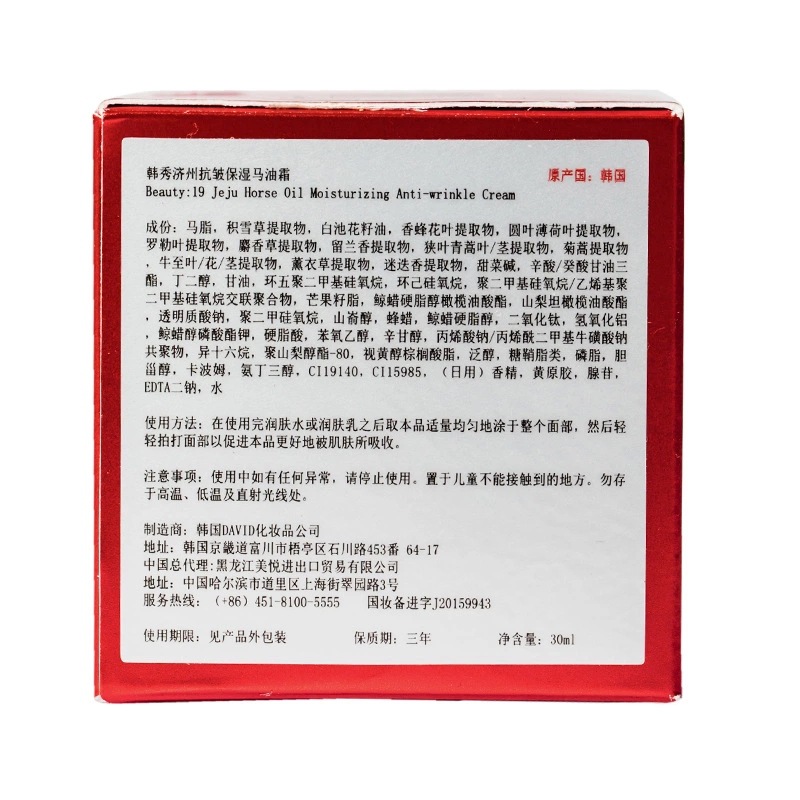 韩秀济州抗皱保湿马油霜 原产国：韩国
Beauty:19 Jeju Horse Oil Moisturizing Anti-wrinkle Cream
成份：马脂，积雪草提取物，白池花籽油，香蜂花叶提取物，圆叶薄荷叶提取物，
罗勒叶提取物，麝香草提取物，留兰香提取物，狭叶青蒿叶/茎提取物，菊蒿提取物
，牛至叶/花/茎提取物，薰衣草提取物，迷迭香提取物，甜菜碱，辛酸/癸酸甘油三
酯，丁二醇，甘油，环五聚二甲基硅氧烷，环己硅氧烷，聚二甲基硅氧烷/乙烯基聚
二甲基硅氧烷交联聚合物，芒果籽脂，鲸蜡硬脂醇橄榄油酸酯，山梨坦橄榄油酸酯
，透明质酸钠，聚二甲硅氧烷，山嵛醇，蜂蜡，鲸蜡硬脂醇，二氧化钛，氢氧化铝
，鲸蜡醇磷酸酯钾，硬脂酸，苯氧乙醇，辛甘醇，丙烯酸钠/丙烯酰二甲基牛磺酸钠
共聚物，异十六烷，聚山梨醇酯-80，视黄醇棕榈酸脂，泛醇，糖鞘脂类，磷脂，胆
甾醇，卡波姆，氨丁三醇，CI19140，CI15985，（日用）香精，黄原胶，腺苷，
EDTA二钠，水
使用方法：在使用完润肤水或润肤乳之后取本品适量均匀地涂于整个面部，然后轻
轻拍打面部以促进本品更好地被肌肤所吸收。
注意事项：使用中如有任何异常，请停止使用。置于儿童不能接触到的地方。勿存
于高温、低温及直射光线处。
制造商：韩国DAVID化妆品公司
地址：韩国京畿道富川市梧亭区石川路453番 64-17
中国总代理:黑龙江美悦进出口贸易有限公司
地址：中国哈尔滨市道里区上海街翠园路3号
服务热线：（+86）451-8100-5555 国妆备进字J20159943
使用期限：见产品外包装 保质期：三年 净含量：30ml